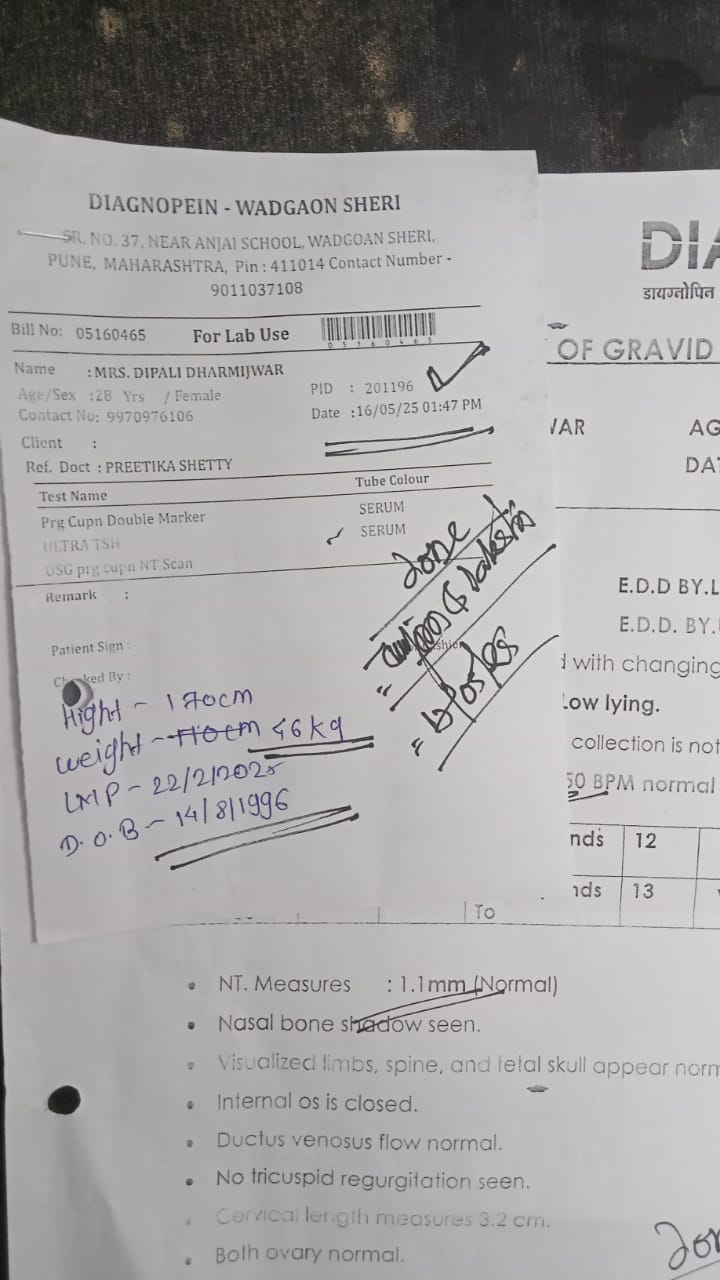 DIAGNOPEIN - WADGAON SHERI
SR. NO. 37, NEAR ANJAI SCHOOL, WADGOAN SHERI,
PUNE, MAHARASHTRA, Pin : 411014 Contact Number -
9011037108
Bill No: 05160465 For Lab Use
05160465
Name : MRS. DIPALI DHARMIJWAR
Age/Sex : 28 Yrs / Female PID : 201196
Contact No: 9970976106 Date : 16/05/25 01:47 PM
Client :
Ref. Doct : PREETIKA SHETTY
Test Name Tube Colour
Prg Cupn Double Marker SERUM
ULTRA TSH SERUM
USG prg cupn NT Scan
Remark :
Patient Sign :
Checked By :
Hight - 170cm
weight - 110cm 46 kg
LMP - 22/2/2025
D.O.B - 14/8/1996
DIA
डायग्नोपिन
OF GRAVID
VAR AG
DA
E.D.D BY.L
E.D.D. BY.
d with changing
Low lying.
collection is not
50 BPM normal
nds 12
nds 13
To
• NT. Measures : 1.1mm (Normal)
• Nasal bone shadow seen.
• Visualized limbs, spine, and fetal skull appear norm
• Internal os is closed.
• Ductus venosus flow normal.
• No tricuspid regurgitation seen.
• Cervical length measures 3.2 cm.
• Both ovary normal.